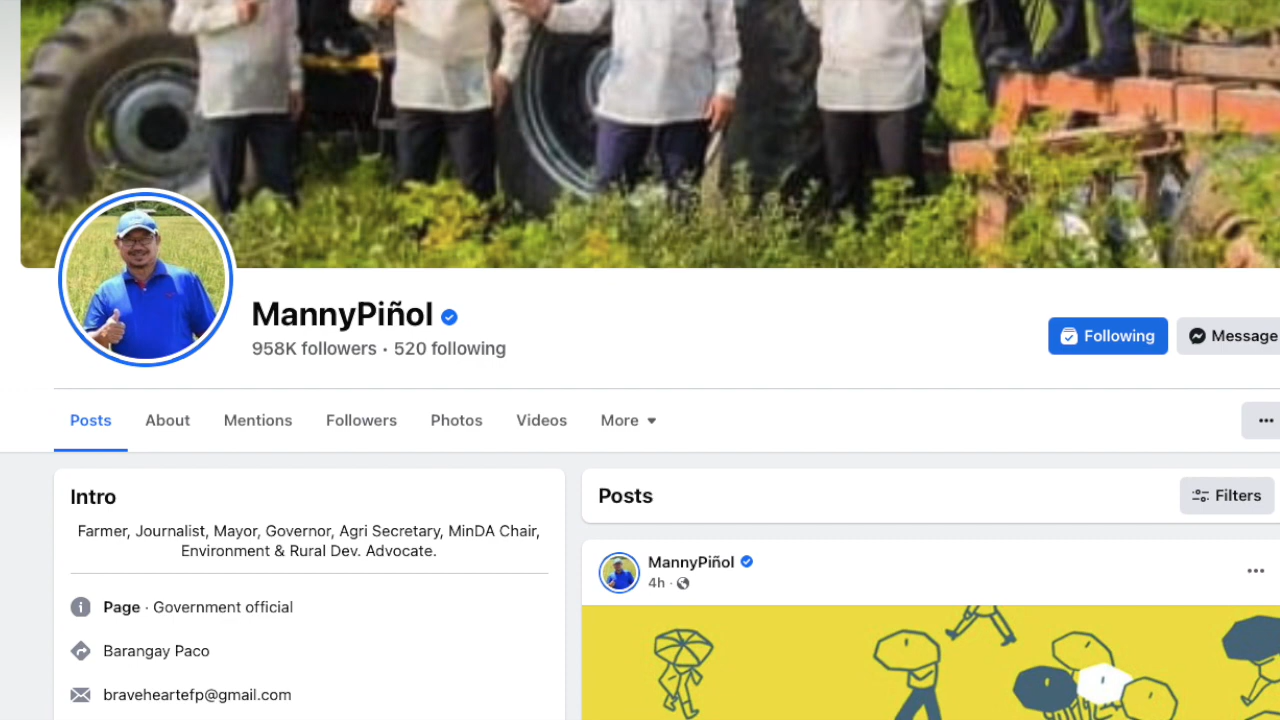 MannyPiñol
958K followers · 520 following
Following
Message
Posts
About
Mentions
Followers
Photos
Videos
More
Intro
Farmer, Journalist, Mayor, Governor, Agri Secretary, MinDA Chair,
Environment & Rural Dev. Advocate.
Page · Government official
Barangay Paco
braveheartefp@gmail.com
Posts
Filters
MannyPiñol
4h ·